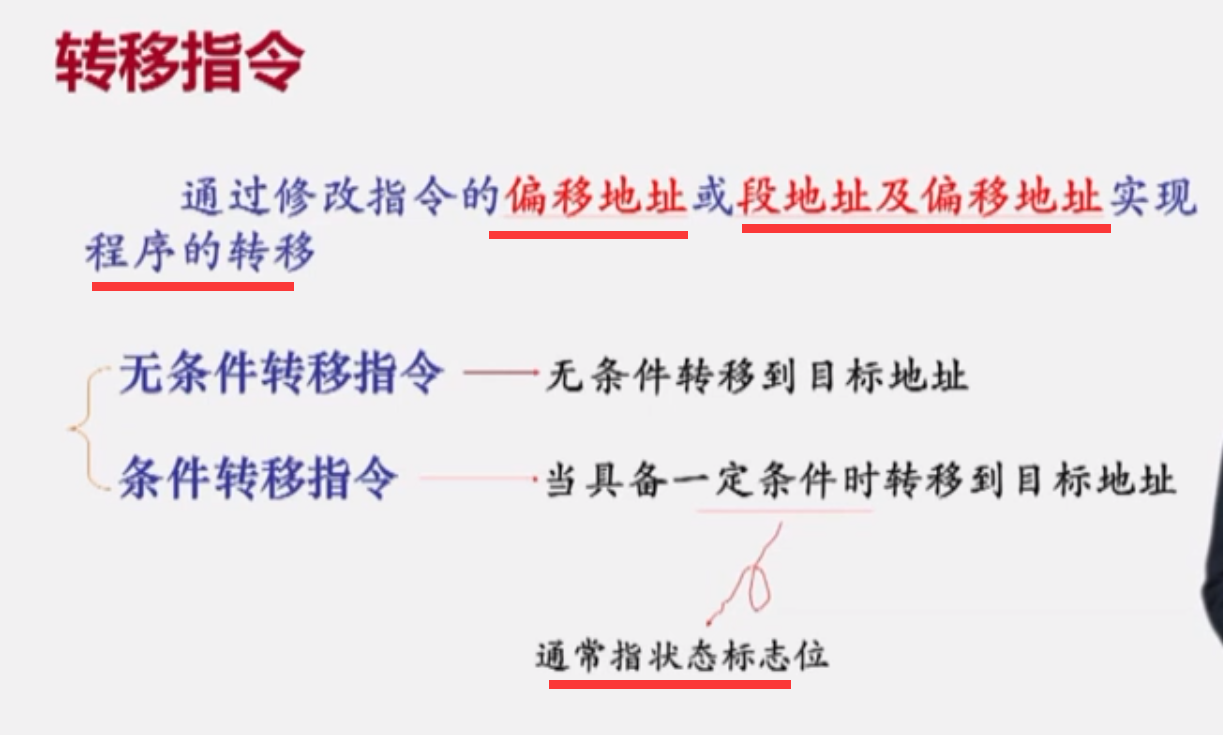 转移指令
通过修改指令的偏移地址或段地址及偏移地址实现
程序的转移
无条件转移指令 无条件转移到目标地址
条件转移指令 当具备一定条件时转移到目标地址
通常指状态标志位